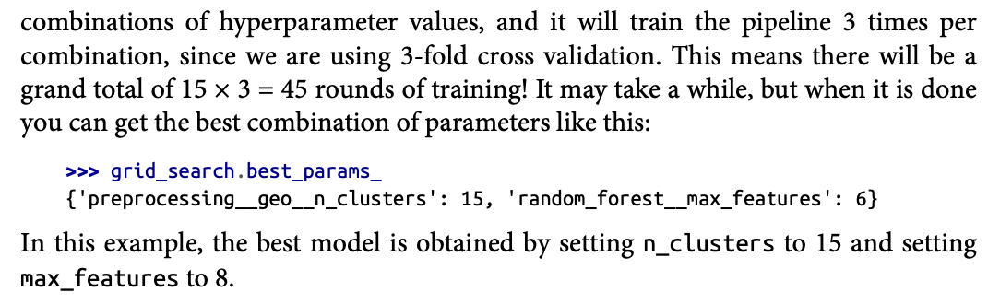 combinations of hyperparameter values, and it will train the pipeline 3 times per
combination, since we are using 3-fold cross validation. This means there will be a
grand total of 15 × 3 = 45 rounds of training! It may take a while, but when it is done
you can get the best combination of parameters like this:
>>> grid_search.best_params_
{'preprocessing__geo__n_clusters': 15, 'random_forest__max_features': 6}
In this example, the best model is obtained by setting n_clusters to 15 and setting
max_features to 8.